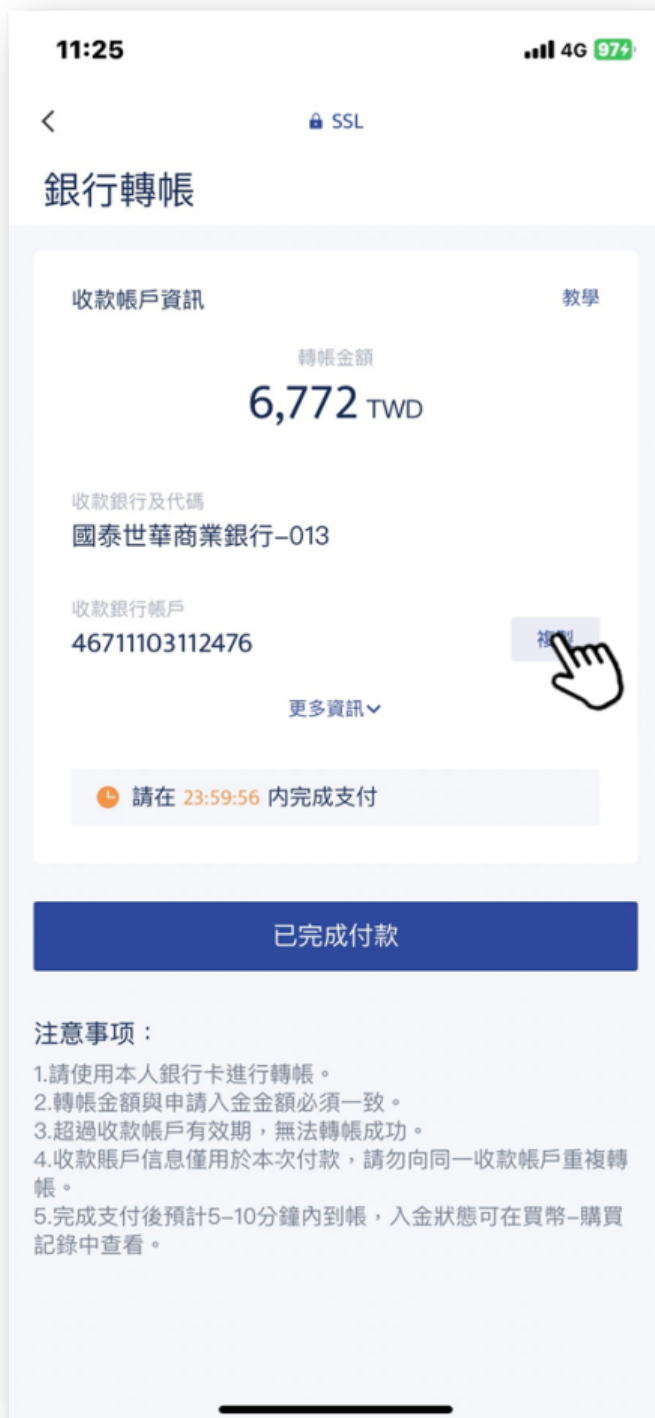 11:25
4G 97
SSL
銀行轉帳
收款帳戶資訊
教學
轉帳金額
6,772 TWD
收款銀行及代碼
國泰世華商業銀行–013
收款銀行帳戶
46711103112476
更多資訊
請在 23:59:56 内完成支付
已完成付款
注意事项：
1.請使用本人銀行卡進行轉帳。
2.轉帳金額與申請入金金額必須一致。
3.超過收款帳戶有效期，無法轉帳成功。
4.收款賬戶信息僅用於本次付款，請勿向同一收款帳戶重複轉
帳。
5.完成支付後預計5–10分鐘內到帳，入金狀態可在買幣–購買
記錄中查看。